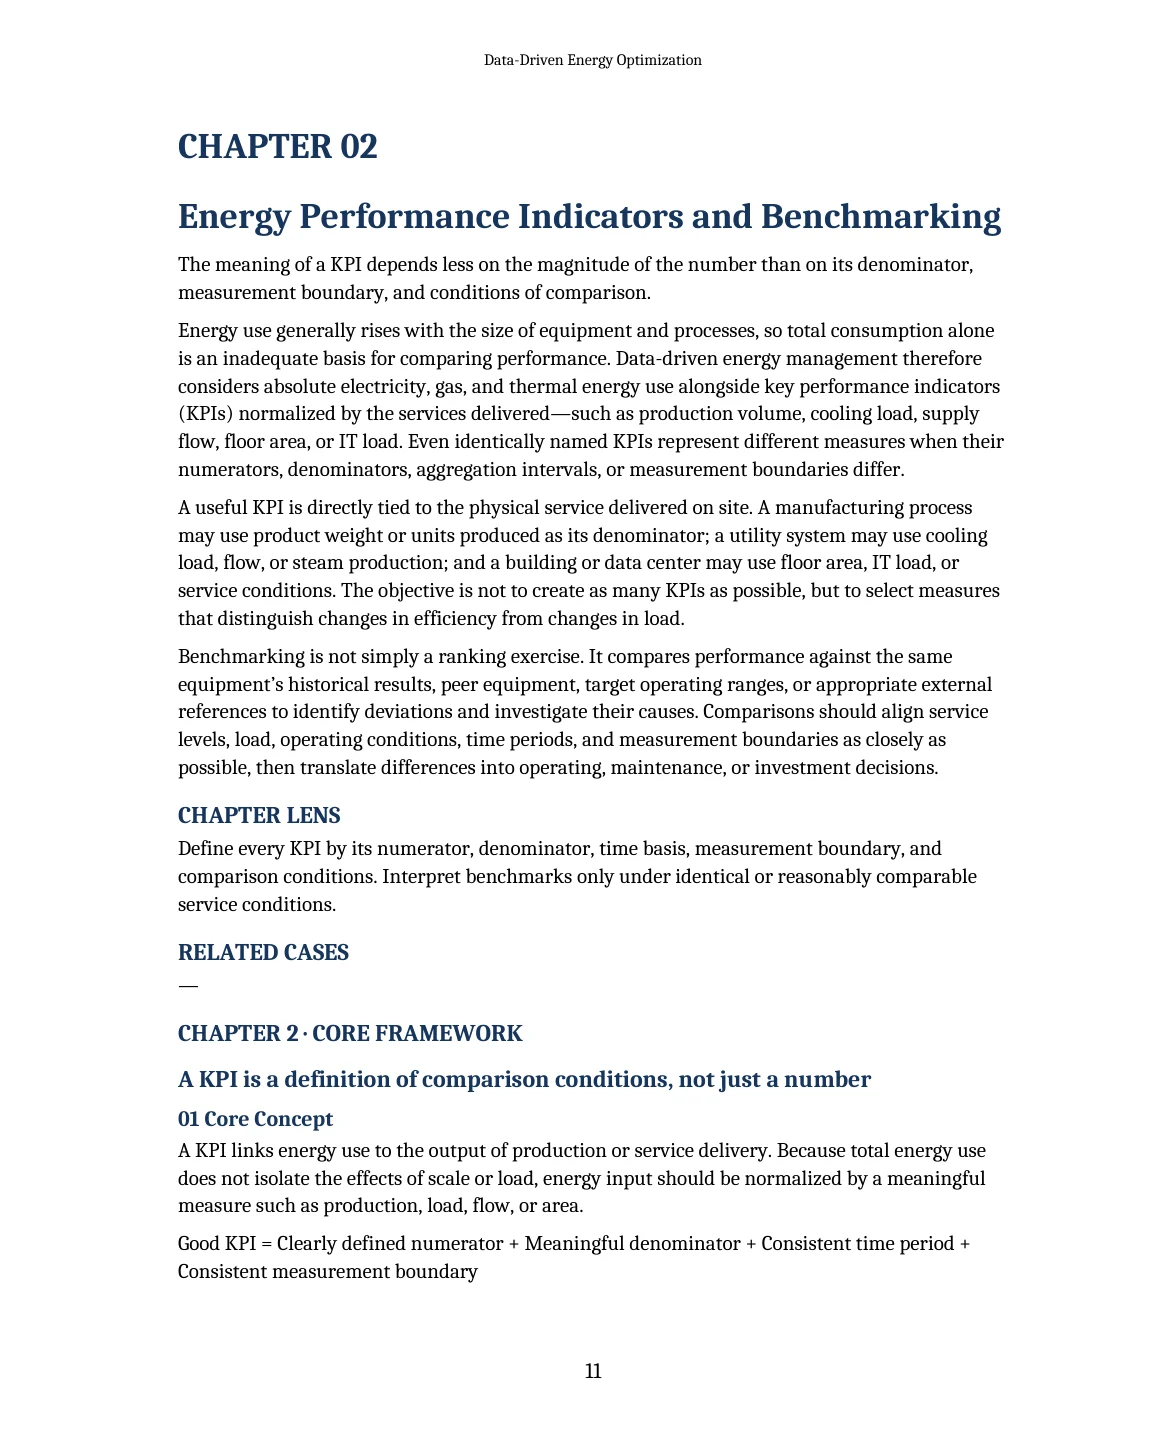 Data-Driven Energy Optimization
CHAPTER 02
Energy Performance Indicators and Benchmarking
The meaning of a KPI depends less on the magnitude of the number than on its denominator,
measurement boundary, and conditions of comparison.
Energy use generally rises with the size of equipment and processes, so total consumption alone
is an inadequate basis for comparing performance. Data-driven energy management therefore
considers absolute electricity, gas, and thermal energy use alongside key performance indicators
(KPIs) normalized by the services delivered—such as production volume, cooling load, supply
flow, floor area, or IT load. Even identically named KPIs represent different measures when their
numerators, denominators, aggregation intervals, or measurement boundaries differ.
A useful KPI is directly tied to the physical service delivered on site. A manufacturing process
may use product weight or units produced as its denominator; a utility system may use cooling
load, flow, or steam production; and a building or data center may use floor area, IT load, or
service conditions. The objective is not to create as many KPIs as possible, but to select measures
that distinguish changes in efficiency from changes in load.
Benchmarking is not simply a ranking exercise. It compares performance against the same
equipment’s historical results, peer equipment, target operating ranges, or appropriate external
references to identify deviations and investigate their causes. Comparisons should align service
levels, load, operating conditions, time periods, and measurement boundaries as closely as
possible, then translate differences into operating, maintenance, or investment decisions.
CHAPTER LENS
Define every KPI by its numerator, denominator, time basis, measurement boundary, and
comparison conditions. Interpret benchmarks only under identical or reasonably comparable
service conditions.
RELATED CASES
—
CHAPTER 2 · CORE FRAMEWORK
A KPI is a definition of comparison conditions, not just a number
01 Core Concept
A KPI links energy use to the output of production or service delivery. Because total energy use
does not isolate the effects of scale or load, energy input should be normalized by a meaningful
measure such as production, load, flow, or area.
Good KPI = Clearly defined numerator + Meaningful denominator + Consistent time period +
Consistent measurement boundary
11